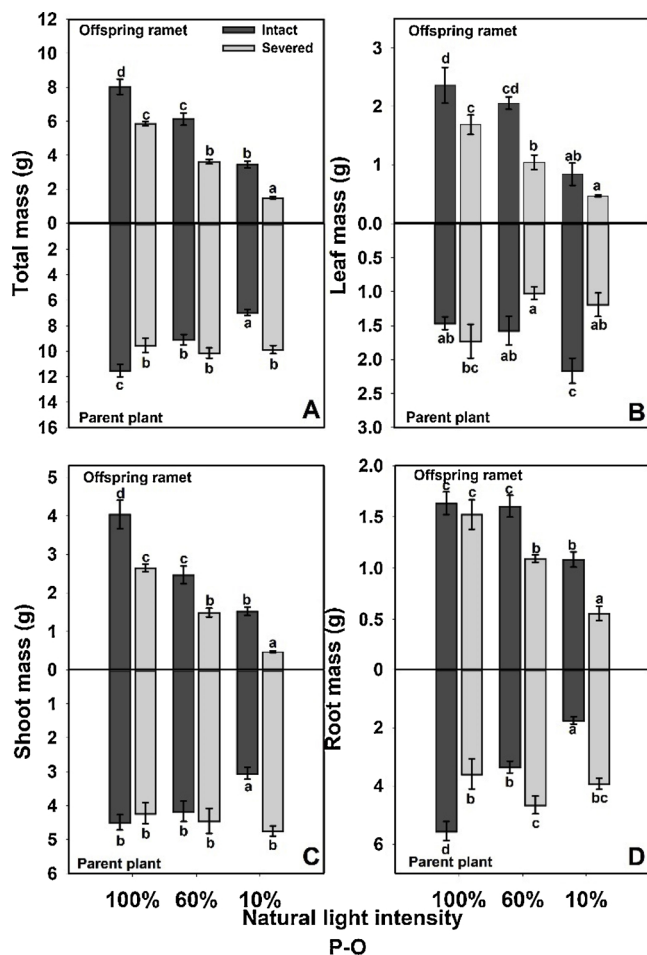 Offspring ramet
Intact
Severed
Total mass (g)
12
10
8
6
4
2
0
2
4
6
8
10
12
14
16
d
c
c
b
b
a
c
b
b
b
a
b
Parent plant
A
Leaf mass (g)
3
2
1
0.0
0.5
1.0
1.5
2.0
2.5
3.0
d
c
cd
b
ab
a
ab
bc
ab
a
c
ab
Parent plant
B
Offspring ramet
Shoot mass (g)
5
4
3
2
1
0
1
2
3
4
5
6
d
c
c
b
b
a
b
b
b
b
a
b
Parent plant
C
Offspring ramet
Root mass (g)
2.0
1.5
1.0
0.5
0
2
4
6
c
c
c
b
b
a
d
b
b
c
a
bc
Parent plant
D
100% 60% 10% 100% 60% 10%
Natural light intensity
P-O